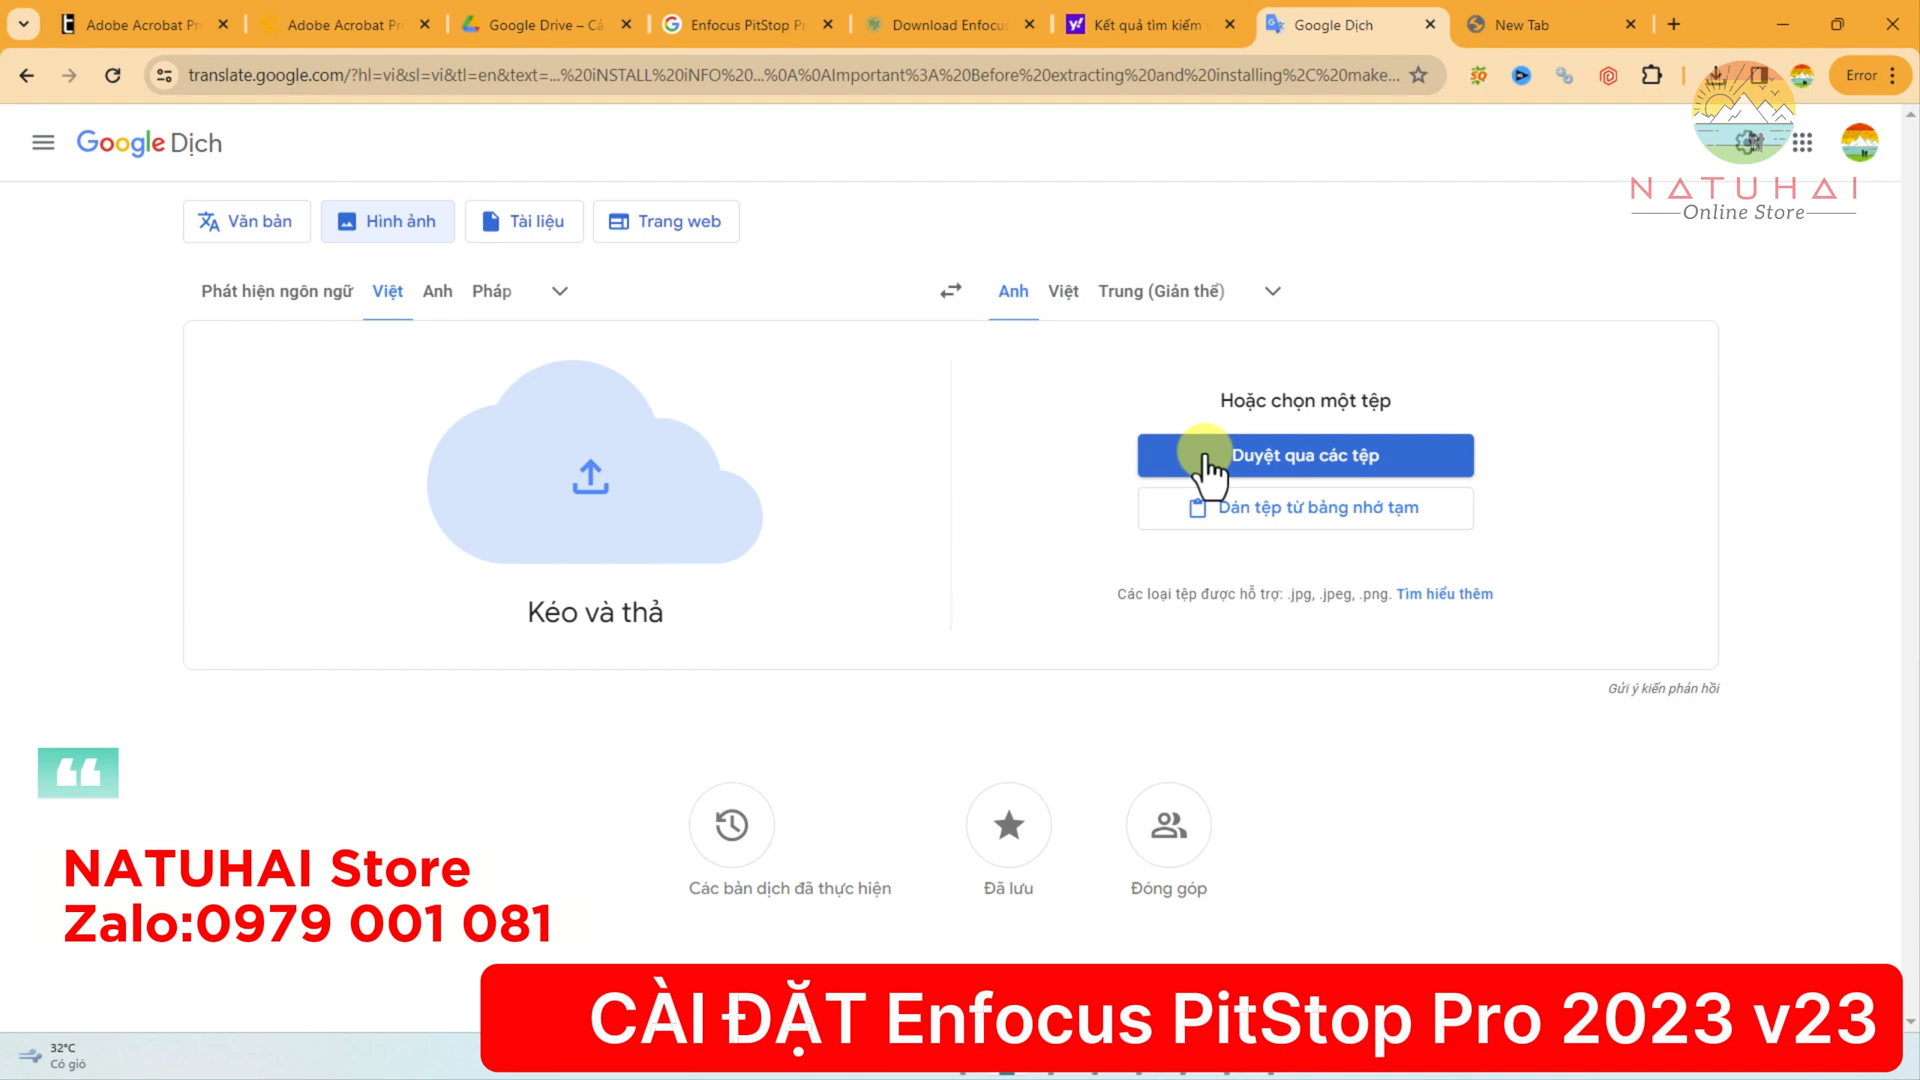 Adobe Acrobat Pr
Adobe Acrobat Pr
Google Drive – Cá
Enfocus PitStop Pr
Download Enfocus
Kết quả tìm kiếm
Google Dịch
New Tab
translate.google.com/?hl=vi&sl=vi&tl=en&text=...%20iNSTALL%20iNFO%20...%0A%0AImportant%3A%20Before%20extracting%20and%20installing%2C%20make...
Error
Google Dịch
NATUHAI
Online Store
Văn bản
Hình ảnh
Tài liệu
Trang web
Phát hiện ngôn ngữ
Việt
Anh
Pháp
Anh
Việt
Trung (Giản thể)
Kéo và thả
Hoặc chọn một tệp
Duyệt qua các tệp
Dán tệp từ bảng nhớ tạm
Các loại tệp được hỗ trợ: .jpg, .jpeg, .png. Tìm hiểu thêm
Gửi ý kiến phản hồi
Các bản dịch đã thực hiện
Đã lưu
Đóng góp
NATUHAI Store
Zalo:0979 001 081
CÀI ĐẶT Enfocus PitStop Pro 2023 v23
32°C
Có gió